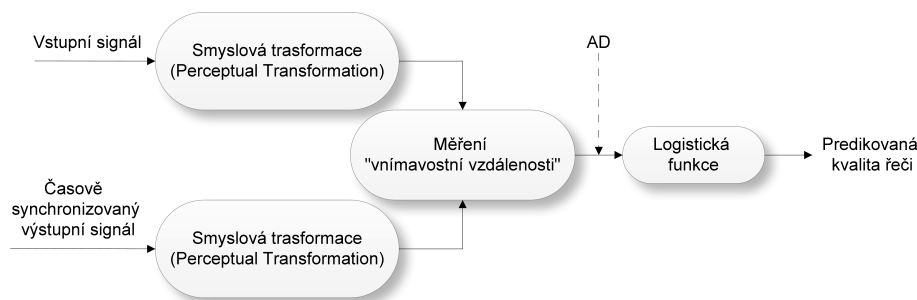 Vstupní signál
Smyslová trasformace
(Perceptual Transformation)
AD
Měření
"vnímavostní vzdálenosti"
Logistická
funkce
Predikovaná
kvalita řeči
Časově
synchronizovaný
výstupní signál
Smyslová trasformace
(Perceptual Transformation)